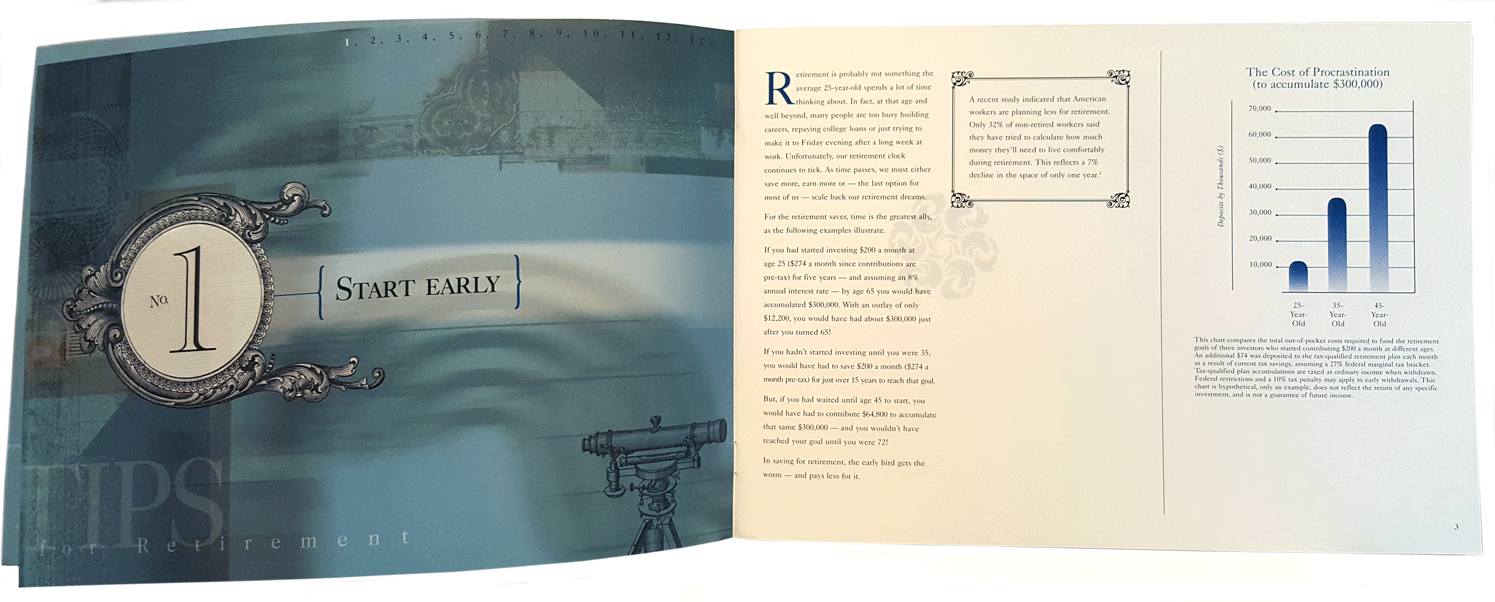 1. 2. 3. 4. 5. 6. 7. 8. 9. 10. 11. 12. 12½
No.
1
{ START EARLY }
TIPS
for Retirement
Retirement is probably not something the
average 25-year-old spends a lot of time
thinking about. In fact, at that age and
well beyond, many people are too busy building
careers, repaying college loans or just trying to
make it to Friday evening after a long week at
work. Unfortunately, our retirement clock
continues to tick. As time passes, we must either
save more, earn more or — the last option for
most of us — scale back our retirement dreams.
For the retirement saver, time is the greatest ally,
as the following examples illustrate.
If you had started investing $200 a month at
age 25 ($274 a month since contributions are
pre-tax) for five years — and assuming an 8%
annual interest rate — by age 65 you would have
accumulated $300,000. With an outlay of only
$12,200, you would have had about $300,000 just
after you turned 65!
If you hadn't started investing until you were 35,
you would have had to save $200 a month ($274 a
month pre-tax) for just over 15 years to reach that goal.
But, if you had waited until age 45 to start, you
would have had to contribute $64,800 to accumulate
that same $300,000 — and you wouldn't have
reached your goal until you were 72!
In saving for retirement, the early bird gets the
worm — and pays less for it.
A recent study indicated that American
workers are planning less for retirement.
Only 32% of non-retired workers said
they have tried to calculate how much
money they'll need to live comfortably
during retirement. This reflects a 7%
decline in the space of only one year.¹
The Cost of Procrastination
(to accumulate $300,000)
Deposits by Thousands ($)
70,000
60,000
50,000
40,000
30,000
20,000
10,000
25-
Year-
Old
35-
Year-
Old
45-
Year-
Old
This chart compares the total out-of-pocket costs required to fund the retirement
goals of three investors who started contributing $200 a month at different ages.
An additional $74 was deposited to the tax-qualified retirement plan each month
as a result of current tax savings, assuming a 27% federal marginal tax bracket.
Tax-qualified plan accumulations are taxed as ordinary income when withdrawn.
Federal restrictions and a 10% tax penalty may apply to early withdrawals. This
chart is hypothetical, only an example, does not reflect the return of any specific
investment, and is not a guarantee of future income.
3